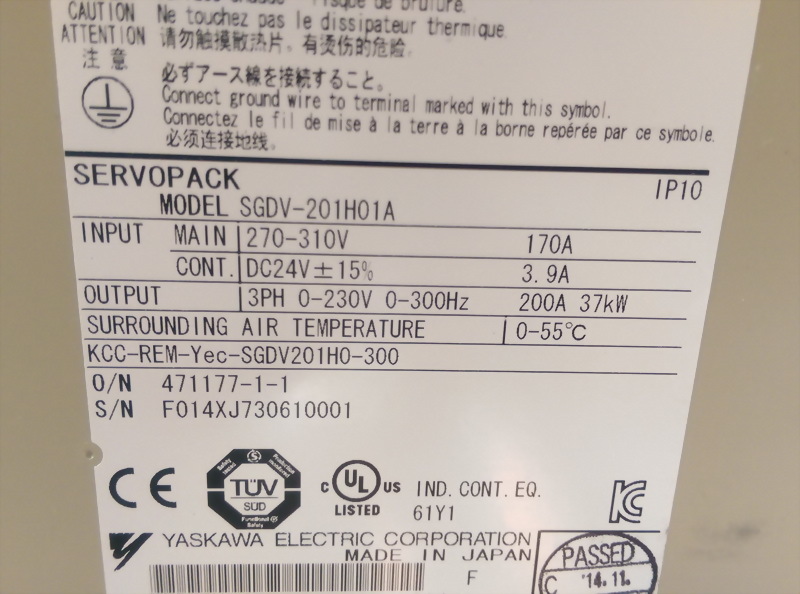 CAUTION Ne touchez pas le dissipateur thermique.
ATTENTION 请勿触摸散热片，有烫伤的危险。
注意
必ずアース線を接続すること。
Connect ground wire to terminal marked with this symbol.
Connectez le fil de mise à la terre à la borne repérée par ce symbole.
必须连接地线。
SERVOPACK IP10
MODEL SGDV-201H01A
INPUT MAIN 270-310V 170A
CONT. DC24V±15% 3.9A
OUTPUT 3PH 0-230V 0-300Hz 200A 37kW
SURROUNDING AIR TEMPERATURE 0-55℃
KCC-REM-Yec-SGDV201H0-300
O/N 471177-1-1
S/N F014XJ730610001
CE
TÜV
SÜD
Functional
Safety
C UL US
LISTED
IND. CONT. EQ.
61Y1
YASKAWA ELECTRIC CORPORATION
MADE IN JAPAN
F
PASSED
C '14.11.